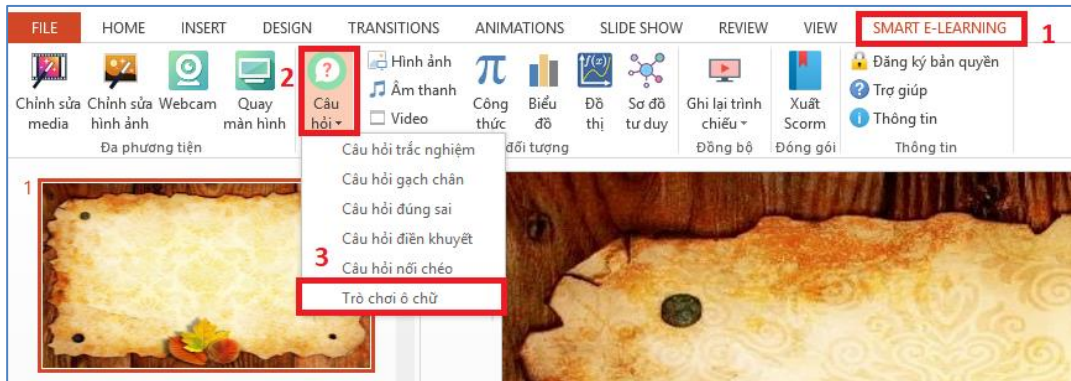 FILE HOME INSERT DESIGN TRANSITIONS ANIMATIONS SLIDE SHOW REVIEW VIEW SMART E-LEARNING 1
Chỉnh sửa media
Chỉnh sửa hình ảnh
Webcam
Quay màn hình
Đa phương tiện
2
?
Câu hỏi
Hình ảnh
Âm thanh
Video
π
Công thức
Biểu đồ
f(x)
Đồ thị
Sơ đồ tư duy
đối tượng
Ghi lại trình chiếu
Đồng bộ
Xuất Scorm
Đóng gói
Đăng ký bản quyền
? Trợ giúp
i Thông tin
Thông tin
Câu hỏi trắc nghiệm
Câu hỏi gạch chân
Câu hỏi đúng sai
Câu hỏi điền khuyết
3
Câu hỏi nối chéo
Trò chơi ô chữ
1